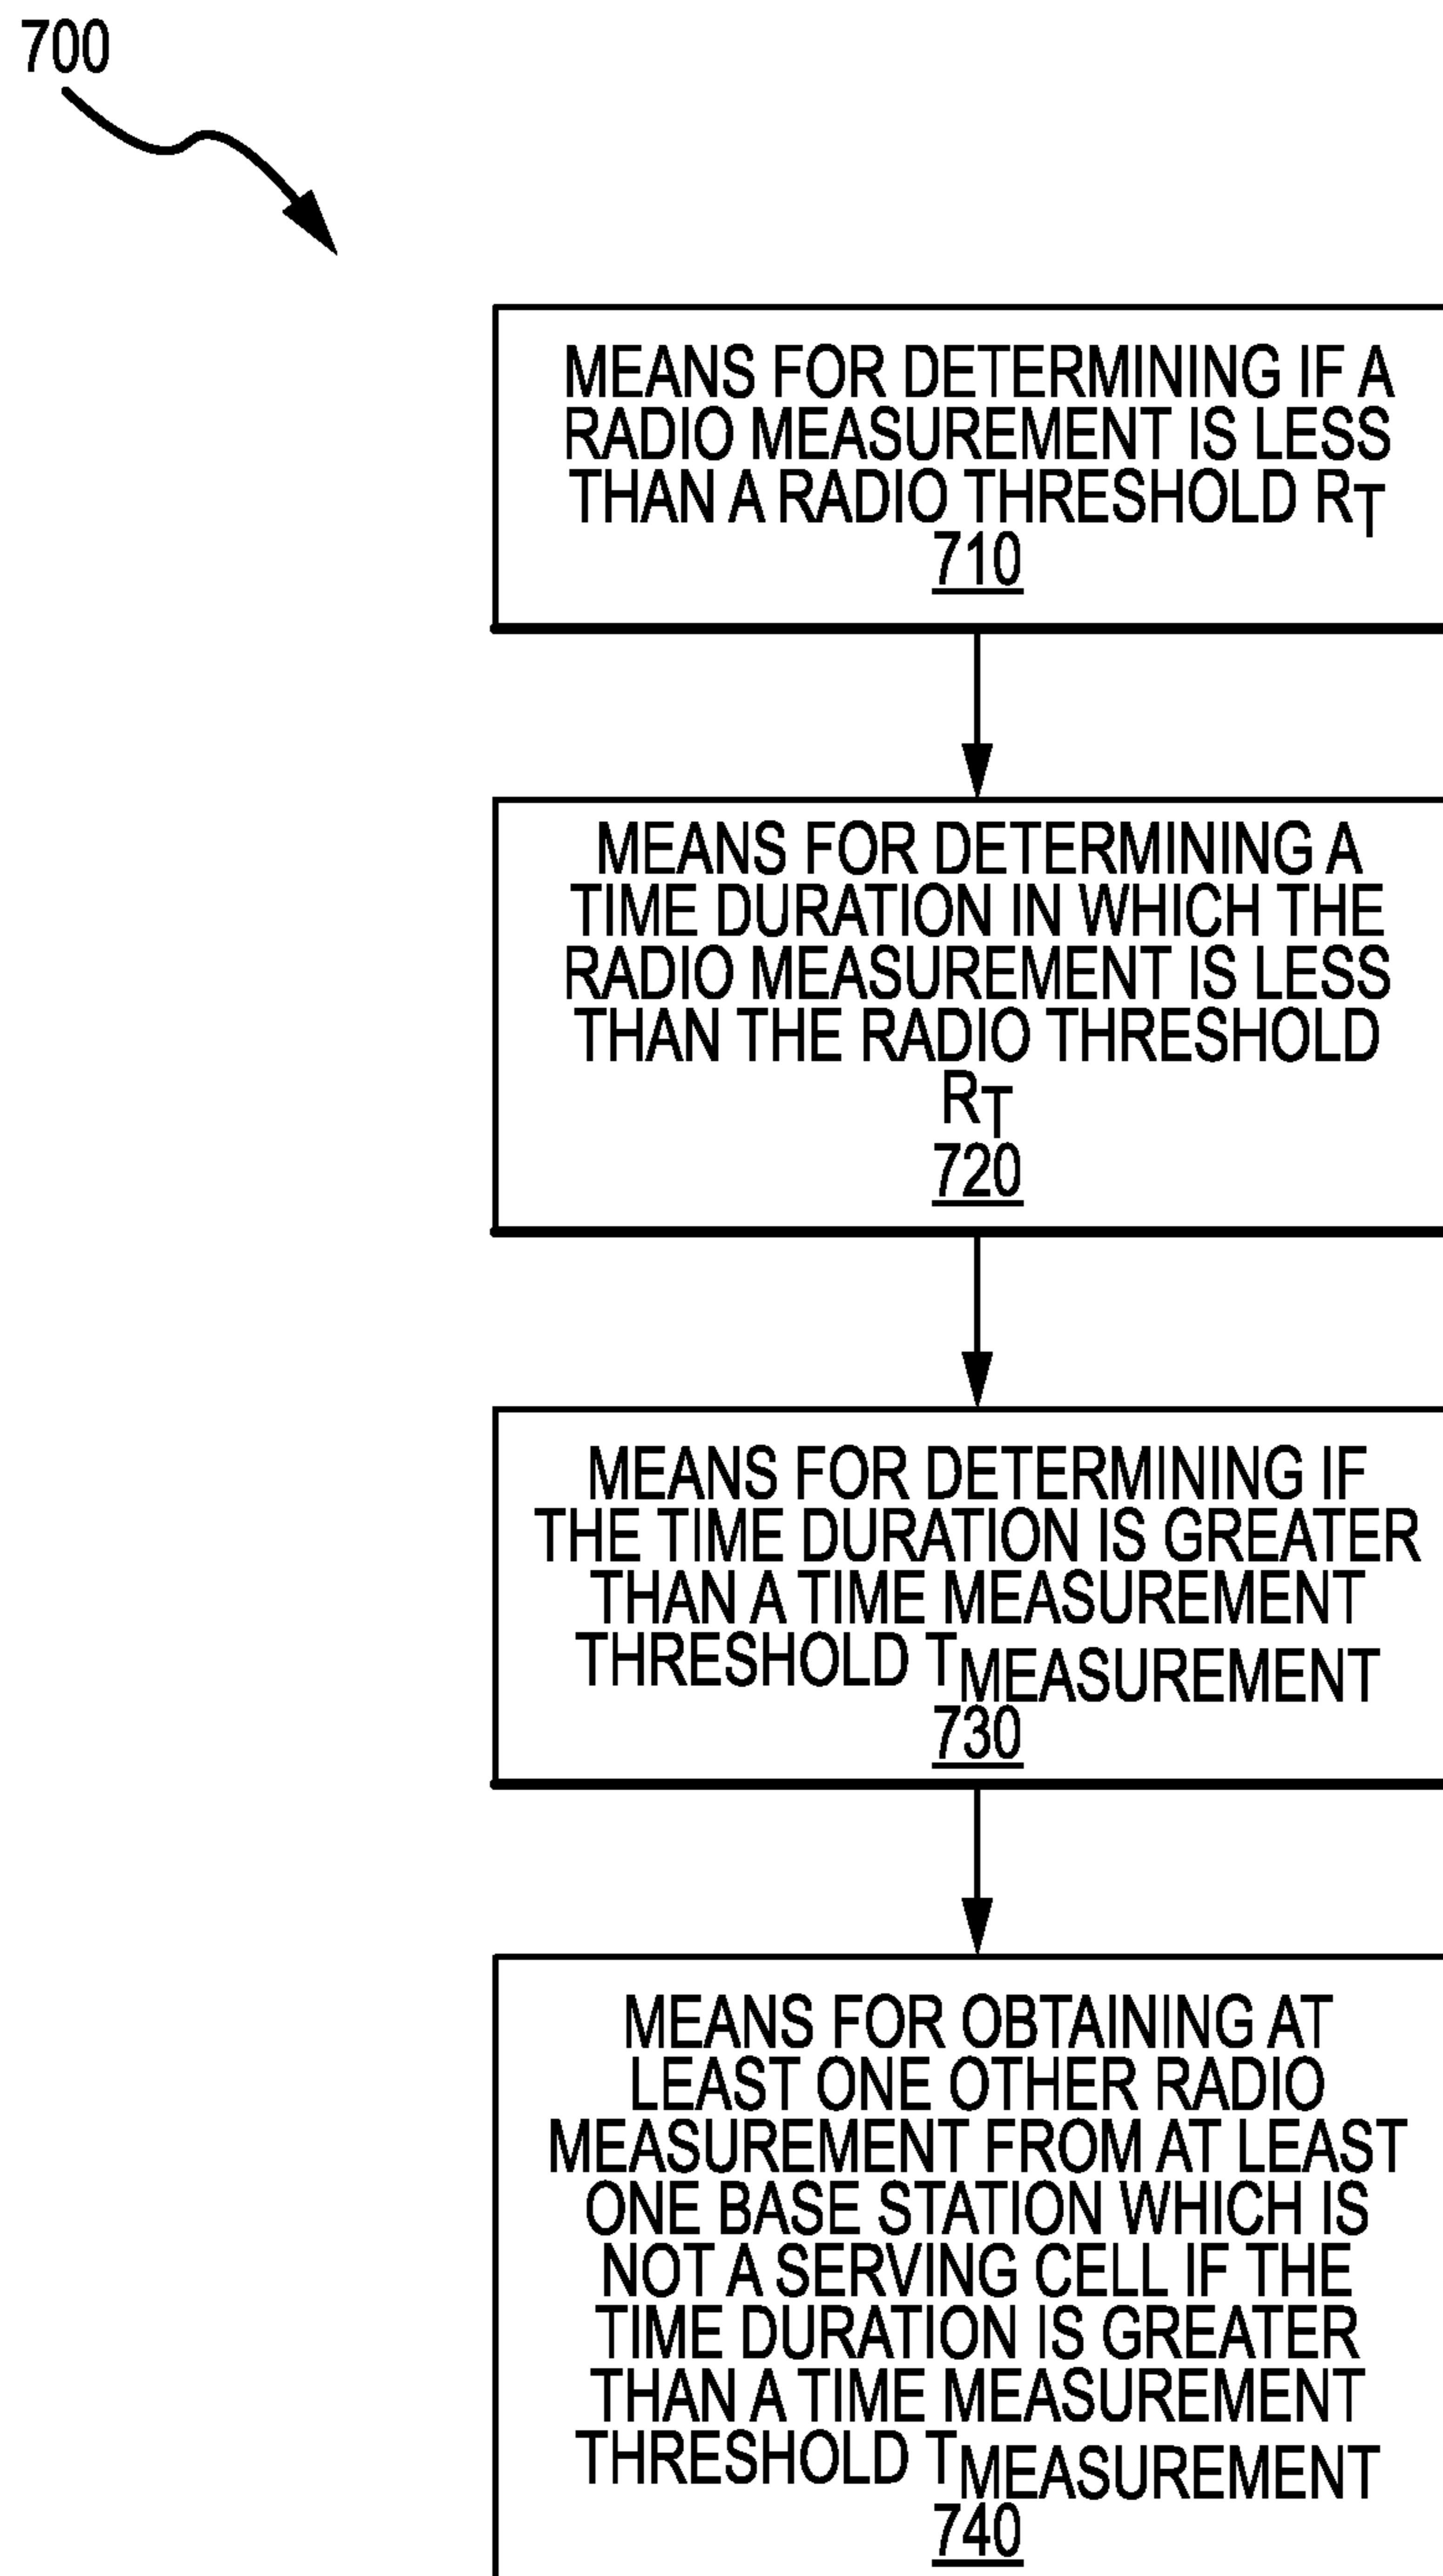 700
MEANS FOR DETERMINING IF A
RADIO MEASUREMENT IS LESS
THAN A RADIO THRESHOLD RT
710
MEANS FOR DETERMINING A
TIME DURATION IN WHICH THE
RADIO MEASUREMENT IS LESS
THAN THE RADIO THRESHOLD
RT
720
MEANS FOR DETERMINING IF
THE TIME DURATION IS GREATER
THAN A TIME MEASUREMENT
THRESHOLD TMEASUREMENT
730
MEANS FOR OBTAINING AT
LEAST ONE OTHER RADIO
MEASUREMENT FROM AT LEAST
ONE BASE STATION WHICH IS
NOT A SERVING CELL IF THE
TIME DURATION IS GREATER
THAN A TIME MEASUREMENT
THRESHOLD TMEASUREMENT
740